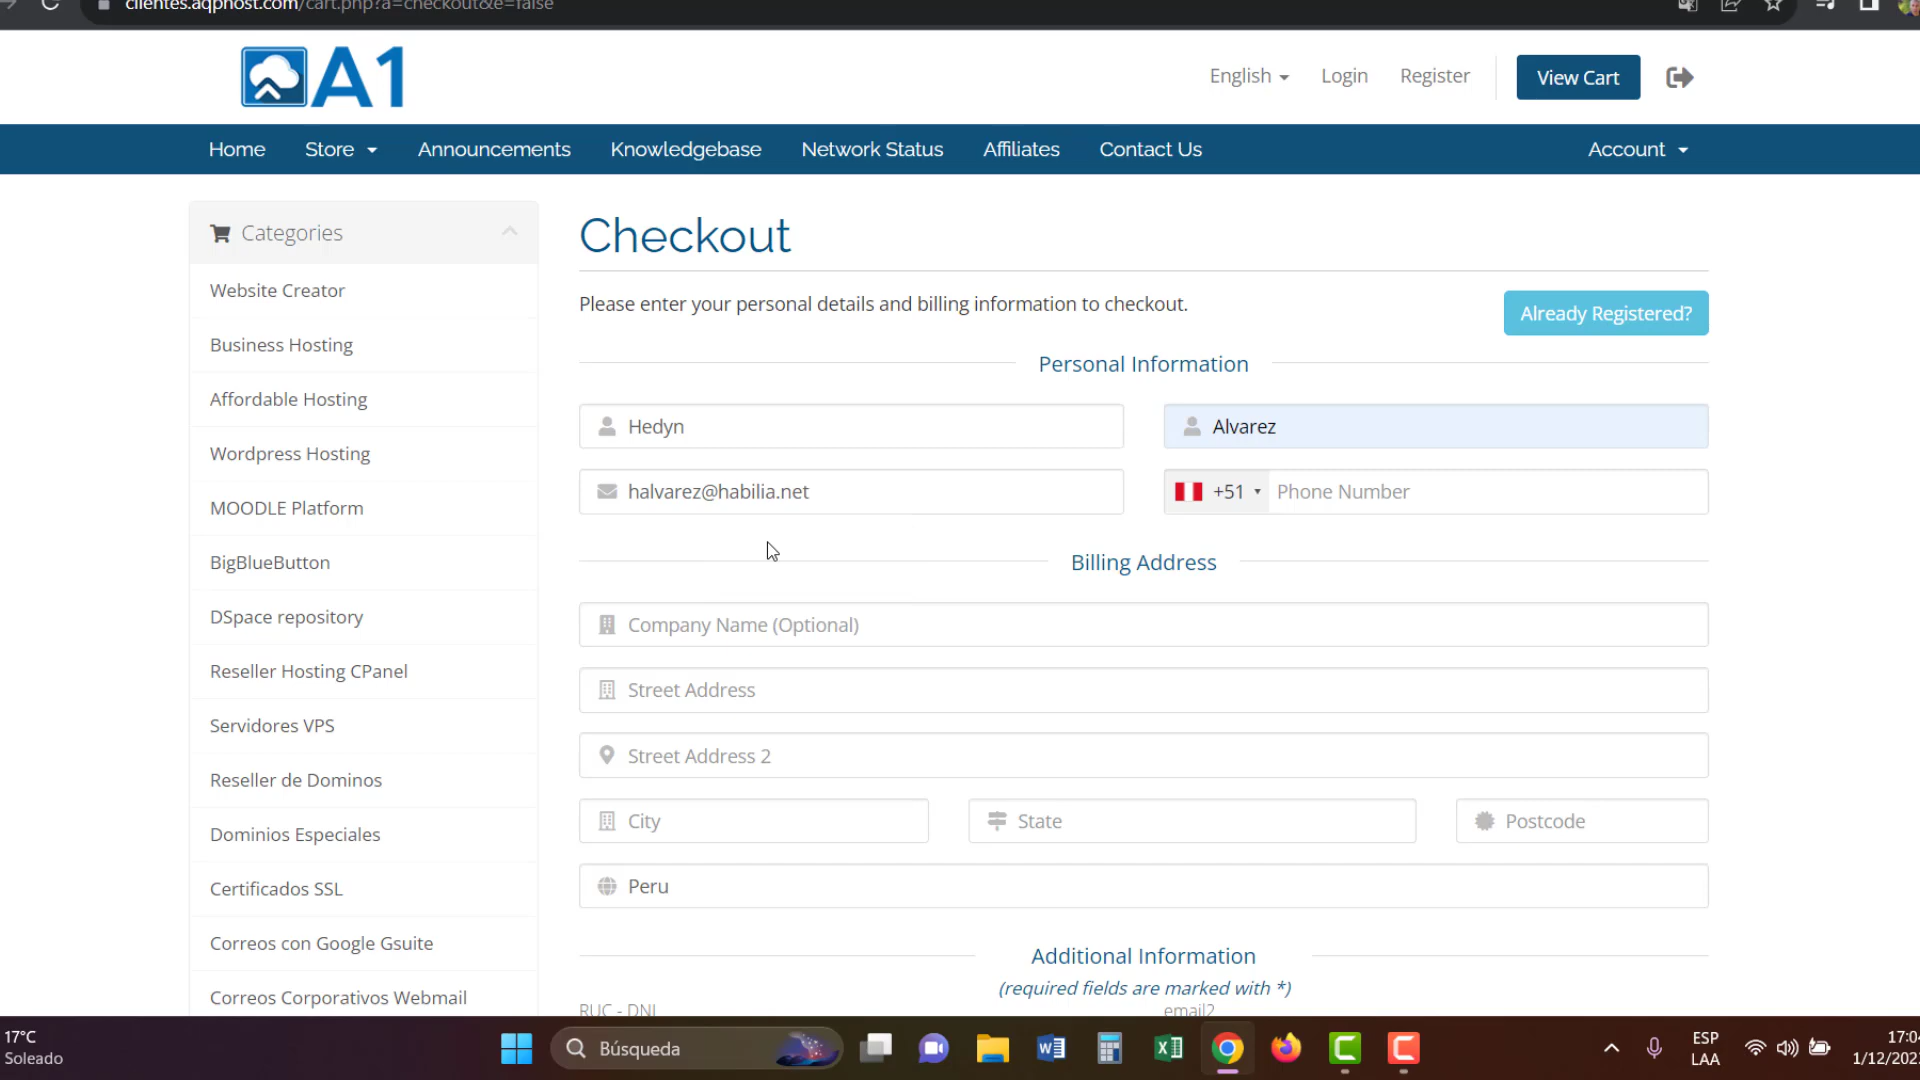 clientes.aqphost.com/cart.php?a=checkout&e=false
A1
English
Login
Register
View Cart
Home
Store
Announcements
Knowledgebase
Network Status
Affiliates
Contact Us
Account
Categories
Website Creator
Business Hosting
Affordable Hosting
Wordpress Hosting
MOODLE Platform
BigBlueButton
DSpace repository
Reseller Hosting CPanel
Servidores VPS
Reseller de Dominos
Dominios Especiales
Certificados SSL
Correos con Google Gsuite
Correos Corporativos Webmail
Checkout
Please enter your personal details and billing information to checkout.
Already Registered?
Personal Information
Hedyn
Alvarez
halvarez@habilia.net
+51
Phone Number
Billing Address
Company Name (Optional)
Street Address
Street Address 2
City
State
Postcode
Peru
Additional Information
(required fields are marked with *)
RUC - DNI
email2
17°C
Soleado
Búsqueda
ESP
LAA
17:04
1/12/202